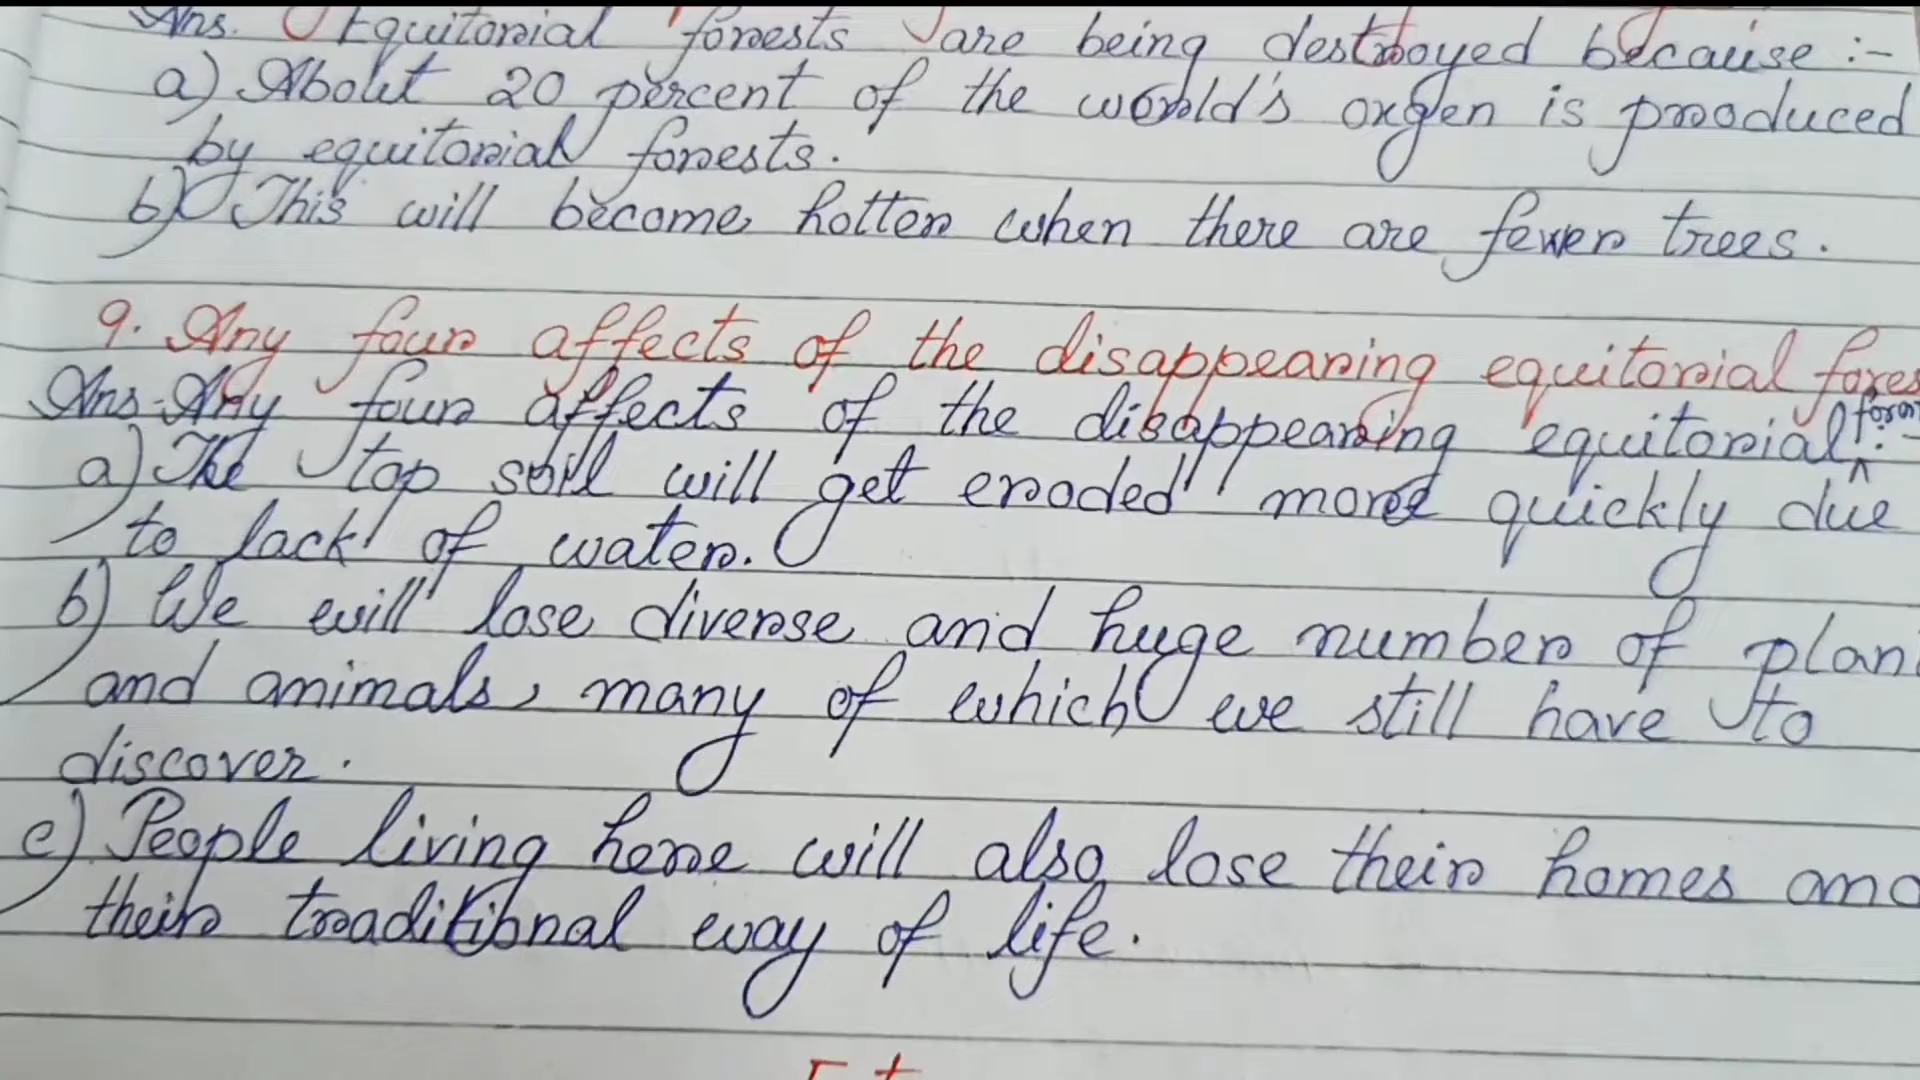 Ans. Equitorial forests are being destroyed because :-
a) About 20 percent of the world's oxgen is produced
by equitorial forests.
b) This will become hotter when there are fewer trees.
9. Any four affects of the disappearing equitorial fores
Ans- Any four affects of the disappearing equitorial :-
a) The top soil will get eroded more quickly due
to lack of water.
b) We will lose diverse and huge number of plan
and animals, many of which we still have to
discover.
c) People living here will also lose their homes and
their traditional way of life.